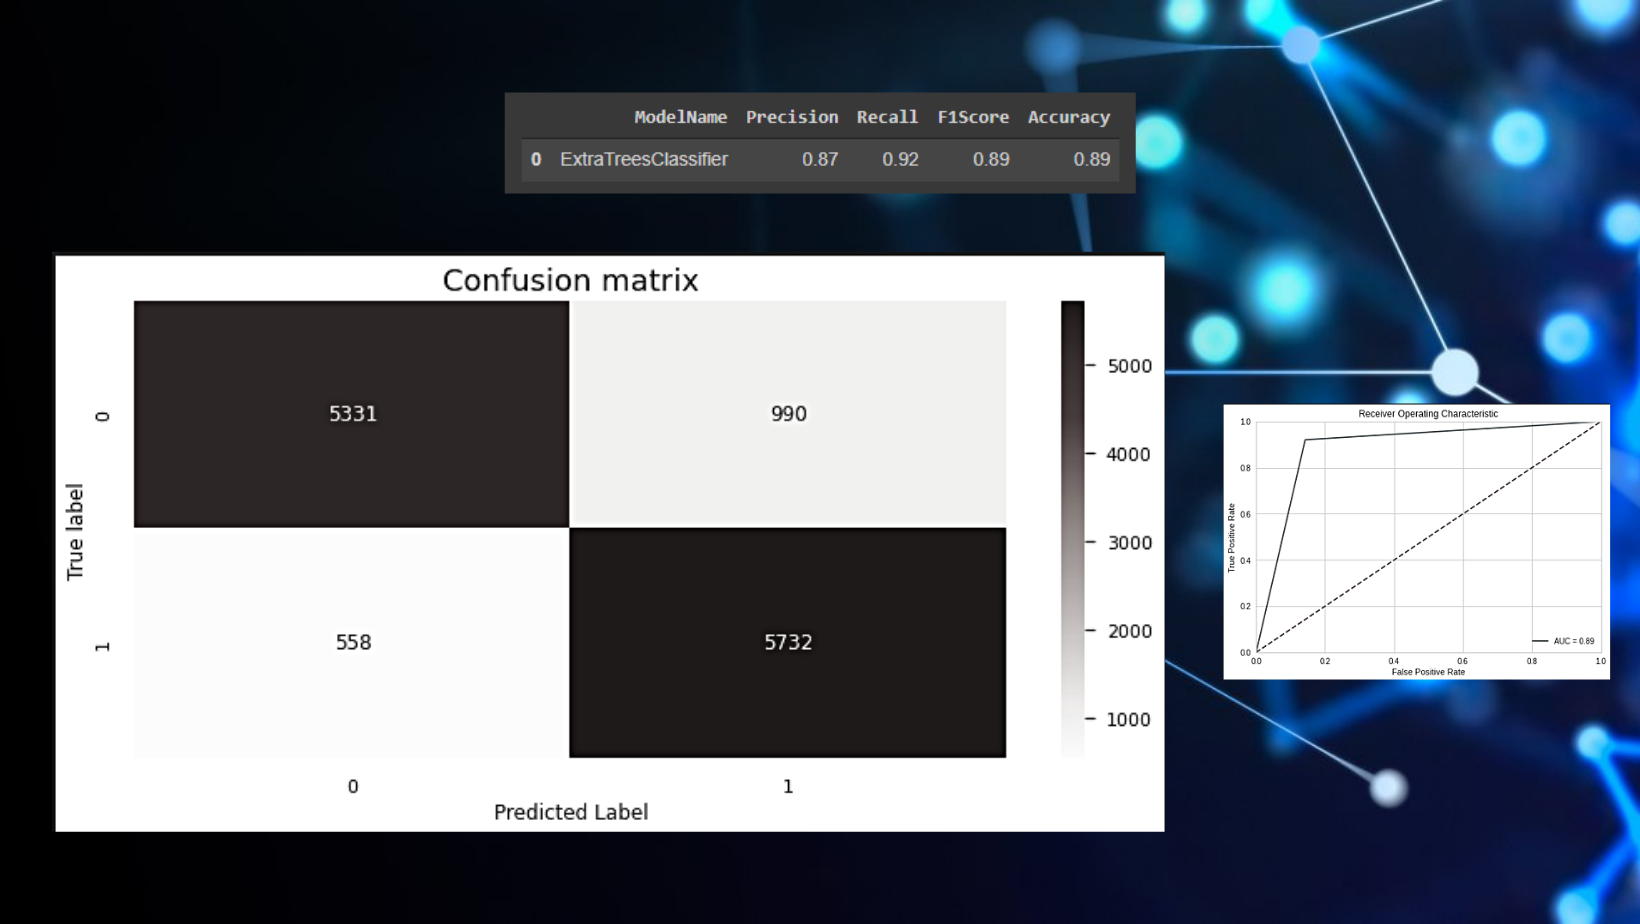 ModelName Precision Recall F1Score Accuracy
0 ExtraTreesClassifier 0.87 0.92 0.89 0.89
Confusion matrix
True label
0
1
5331 990
558 5732
0 1
Predicted Label
5000
4000
3000
2000
1000
Receiver Operating Characteristic
True Positive Rate
1.0
0.8
0.6
0.4
0.2
0.0
AUC = 0.89
0.0 0.2 0.4 0.6 0.8 1.0
False Positive Rate